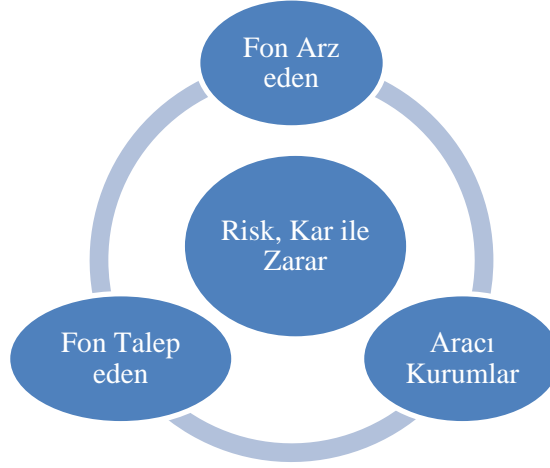 Fon Arz
eden
Risk, Kar ile
Zarar
Fon Talep
eden
Aracı
Kurumlar